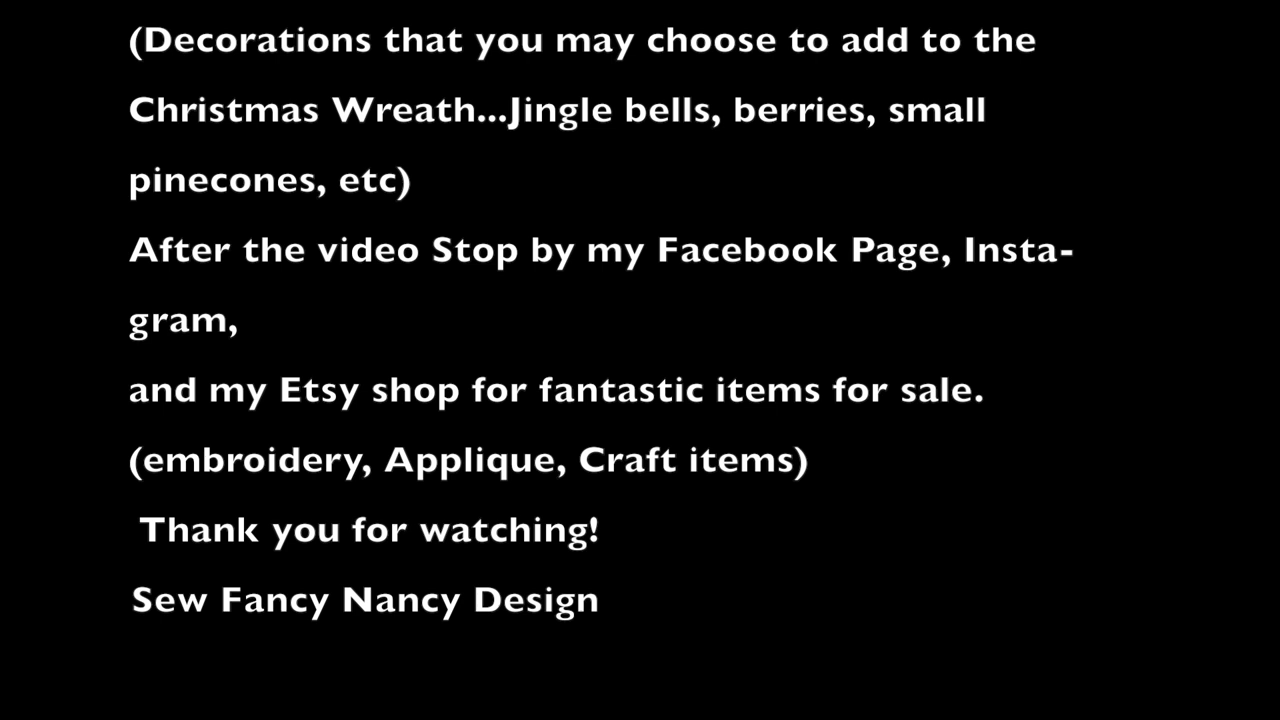 (Decorations that you may choose to add to the
Christmas Wreath...Jingle bells, berries, small
pinecones, etc)
After the video Stop by my Facebook Page, Insta-
gram,
and my Etsy shop for fantastic items for sale.
(embroidery, Applique, Craft items)
Thank you for watching!
Sew Fancy Nancy Design